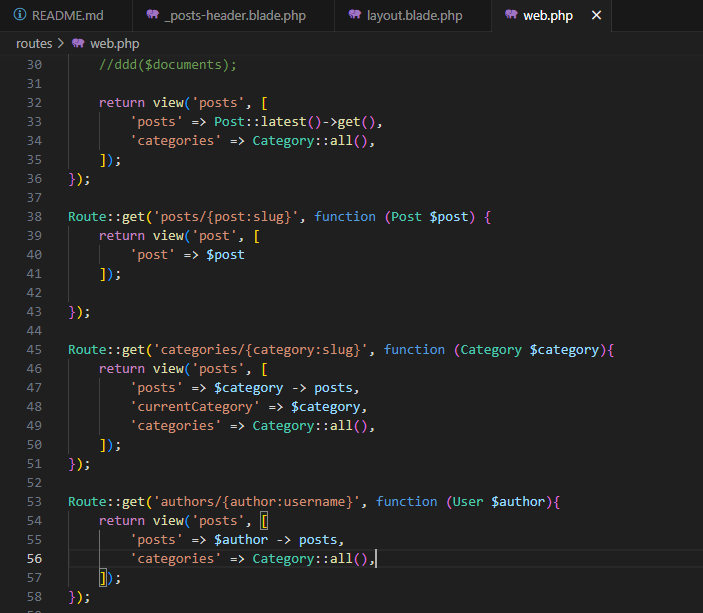 README.md _posts-header.blade.php layout.blade.php web.php
routes > web.php
30 //ddd($documents);
31
32 return view('posts', [
33 'posts' => Post::latest()->get(),
34 'categories' => Category::all(),
35 ]);
36 });
37
38 Route::get('posts/{post:slug}', function (Post $post) {
39 return view('post', [
40 'post' => $post
41 ]);
42
43 });
44
45 Route::get('categories/{category:slug}', function (Category $category){
46 return view('posts', [
47 'posts' => $category -> posts,
48 'currentCategory' => $category,
49 'categories' => Category::all(),
50 ]);
51 });
52
53 Route::get('authors/{author:username}', function (User $author){
54 return view('posts', [
55 'posts' => $author -> posts,
56 'categories' => Category::all(),
57 ]);
58 });